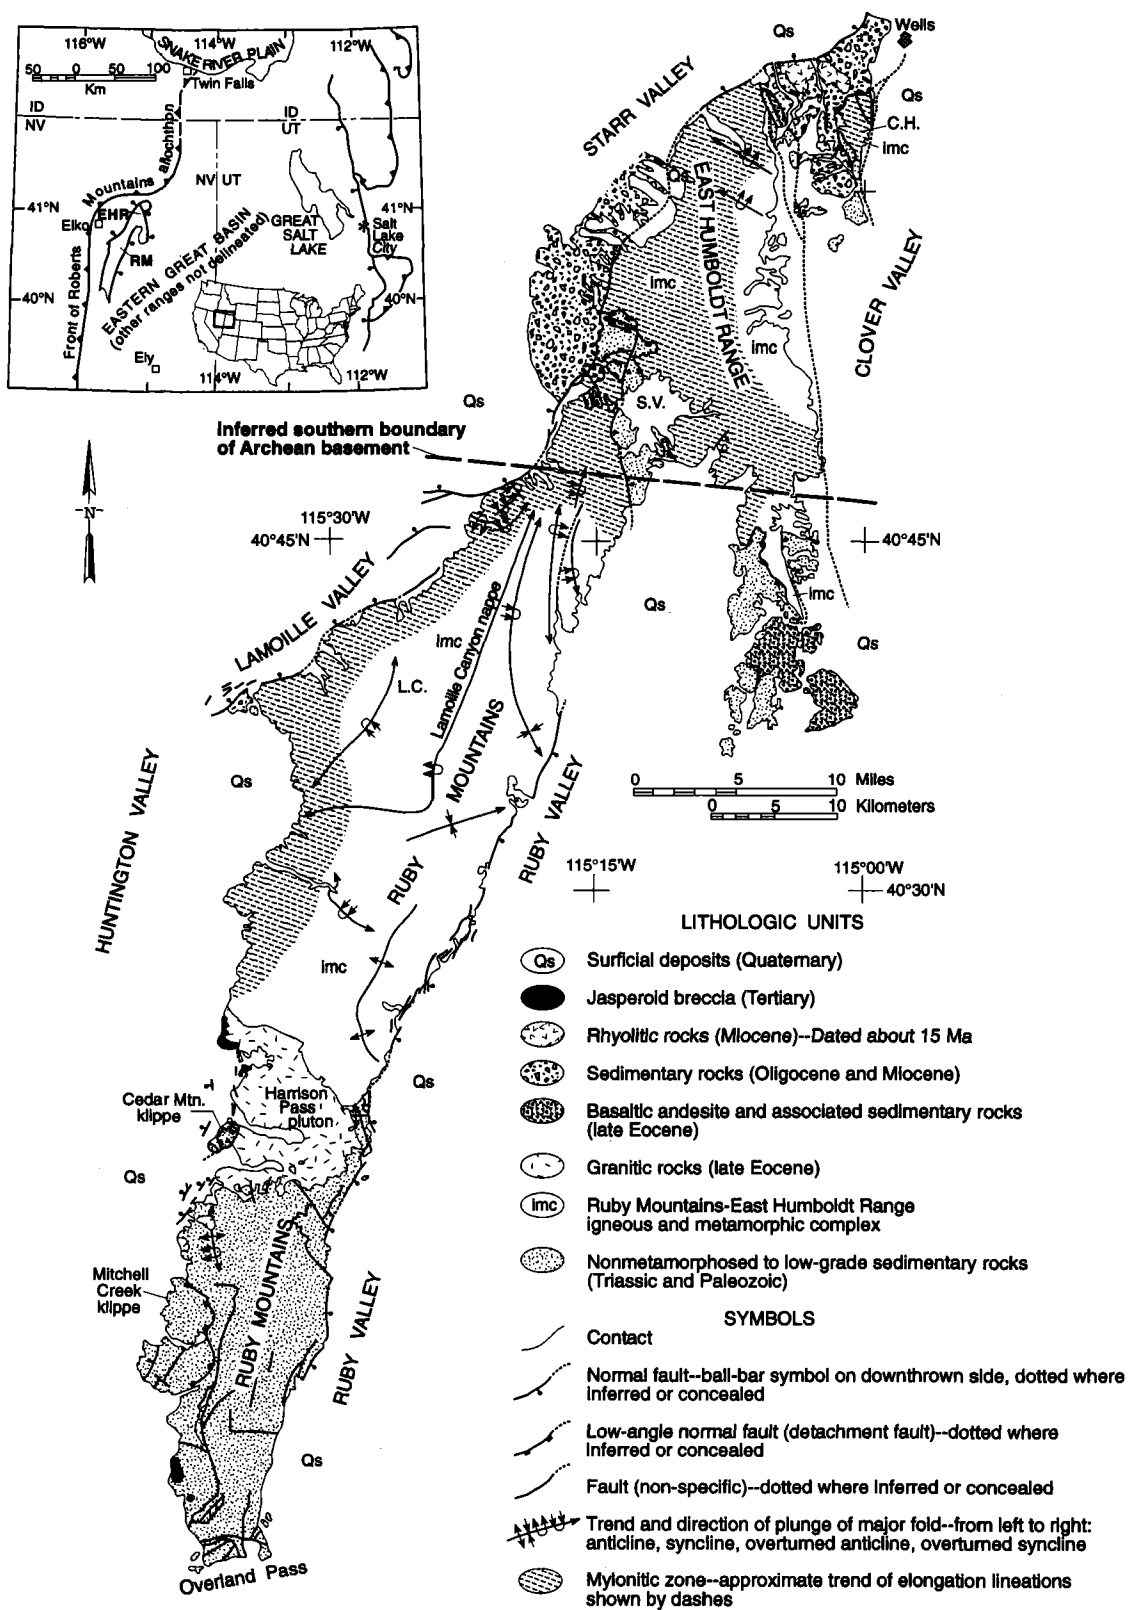 116°W
114°W
112°W
SNAKE RIVER PLAIN
50 0 50 100
Km
Twin Falls
ID
NV
ID
UT
Allochthon
Mountains
NV UT
41°N
41°N
EHR
Elko
RM
Front of Roberts
EASTERN GREAT BASIN
(other ranges not delineated)
GREAT
SALT
LAKE
Salt
Lake
City
40°N
40°N
Ely
114°W
112°W
Qs
Wells
STARR VALLEY
Qs
C.H.
imc
Qs
EAST HUMBOLDT RANGE
imc
imc
CLOVER VALLEY
S.V.
Qs
Inferred southern boundary
of Archean basement
N
115°30'W
40°45'N
40°45'N
LAMOILLE VALLEY
imc
Lamoille Canyon nappe
L.C.
Qs
imc
Qs
RUBY MOUNTAINS
HUNTINGTON VALLEY
Qs
RUBY VALLEY
0 5 10 Miles
0 5 10 Kilometers
115°15'W
115°00'W
40°30'N
imc
Qs
Harrison
Pass
pluton
Cedar Mtn.
klippe
Qs
RUBY MOUNTAINS
Mitchell
Creek
klippe
RUBY VALLEY
Qs
Overland Pass
LITHOLOGIC UNITS
Qs Surficial deposits (Quaternary)
Jasperoid breccia (Tertiary)
Rhyolitic rocks (Miocene)--Dated about 15 Ma
Sedimentary rocks (Oligocene and Miocene)
Basaltic andesite and associated sedimentary rocks
(late Eocene)
Granitic rocks (late Eocene)
imc Ruby Mountains-East Humboldt Range
igneous and metamorphic complex
Nonmetamorphosed to low-grade sedimentary rocks
(Triassic and Paleozoic)
SYMBOLS
Contact
Normal fault--ball-bar symbol on downthrown side, dotted where
inferred or concealed
Low-angle normal fault (detachment fault)--dotted where
inferred or concealed
Fault (non-specific)--dotted where inferred or concealed
Trend and direction of plunge of major fold--from left to right:
anticline, syncline, overturned anticline, overturned syncline
Mylonitic zone--approximate trend of elongation lineations
shown by dashes